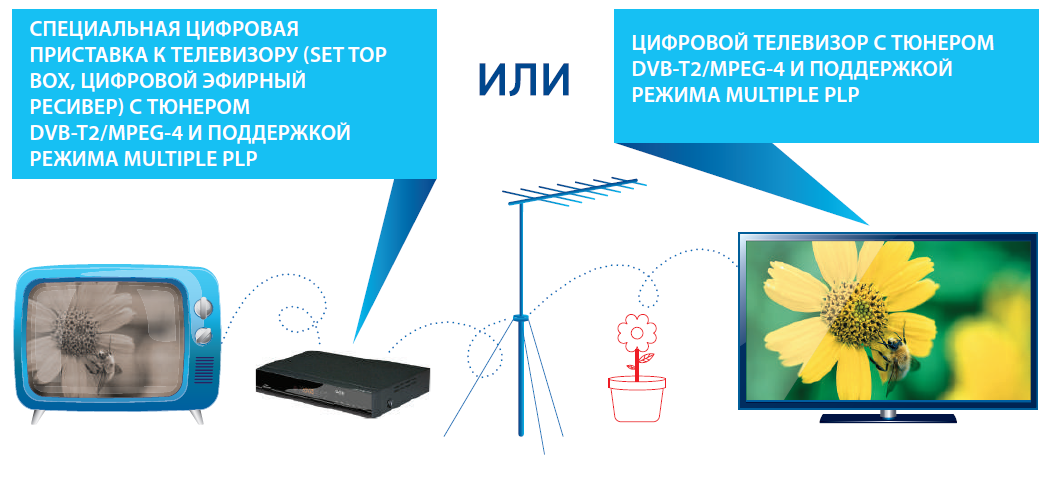 СПЕЦИАЛЬНАЯ ЦИФРОВАЯ
ПРИСТАВКА К ТЕЛЕВИЗОРУ (SET TOP
BOX, ЦИФРОВОЙ ЭФИРНЫЙ
РЕСИВЕР) С ТЮНЕРОМ
DVB-T2/MPEG-4 И ПОДДЕРЖКОЙ
РЕЖИМА MULTIPLE PLP
ИЛИ
ЦИФРОВОЙ ТЕЛЕВИЗОР С ТЮНЕРОМ
DVB-T2/MPEG-4 И ПОДДЕРЖКОЙ
РЕЖИМА MULTIPLE PLP